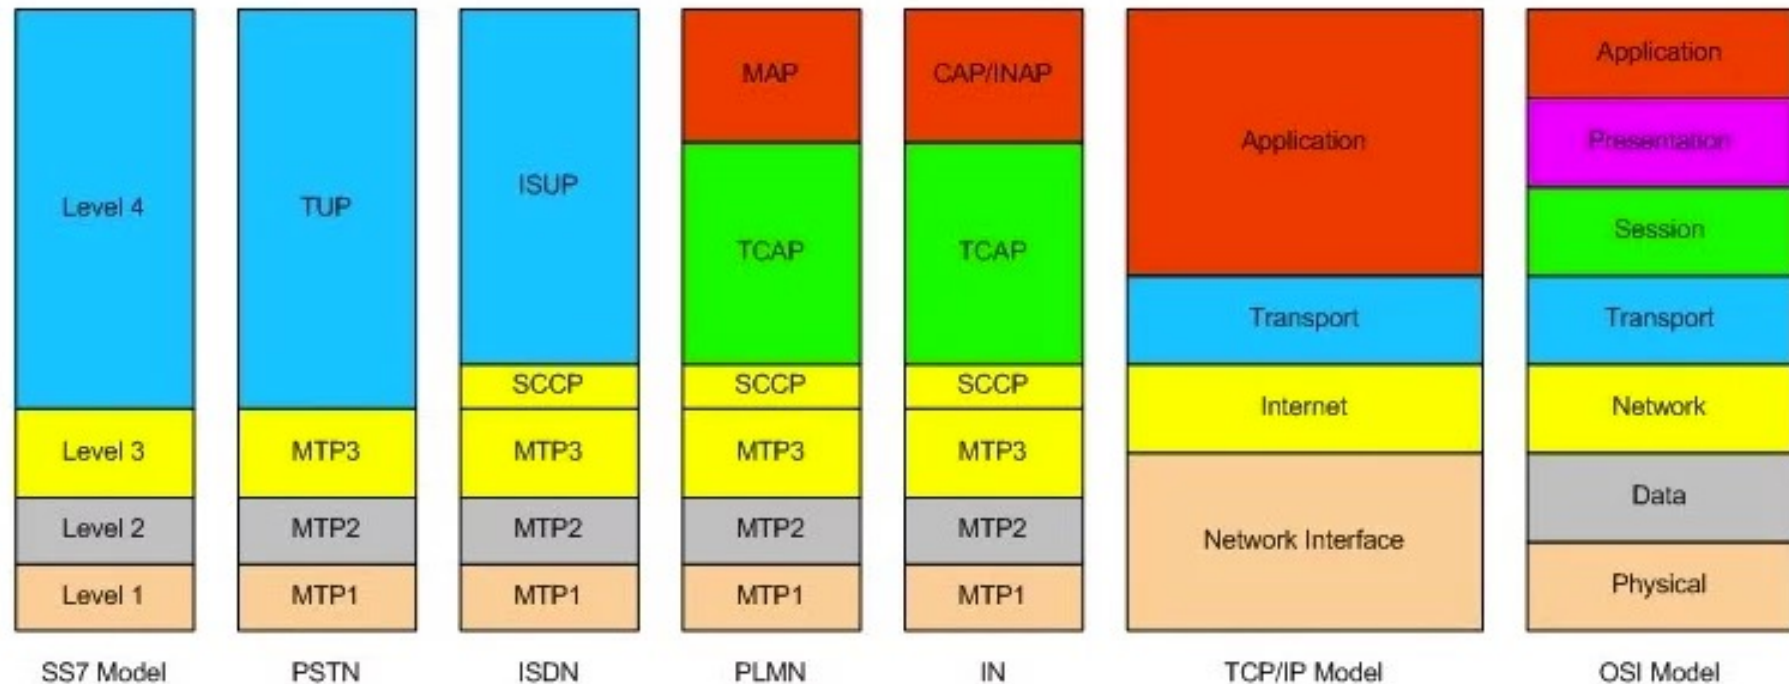 Level 4
Level 3
Level 2
Level 1
SS7 Model
TUP
MTP3
MTP2
MTP1
PSTN
ISUP
SCCP
MTP3
MTP2
MTP1
ISDN
MAP
TCAP
SCCP
MTP3
MTP2
MTP1
PLMN
CAP/INAP
TCAP
SCCP
MTP3
MTP2
MTP1
IN
Application
Transport
Internet
Network Interface
TCP/IP Model
Application
Presentation
Session
Transport
Network
Data
Physical
OSI Model